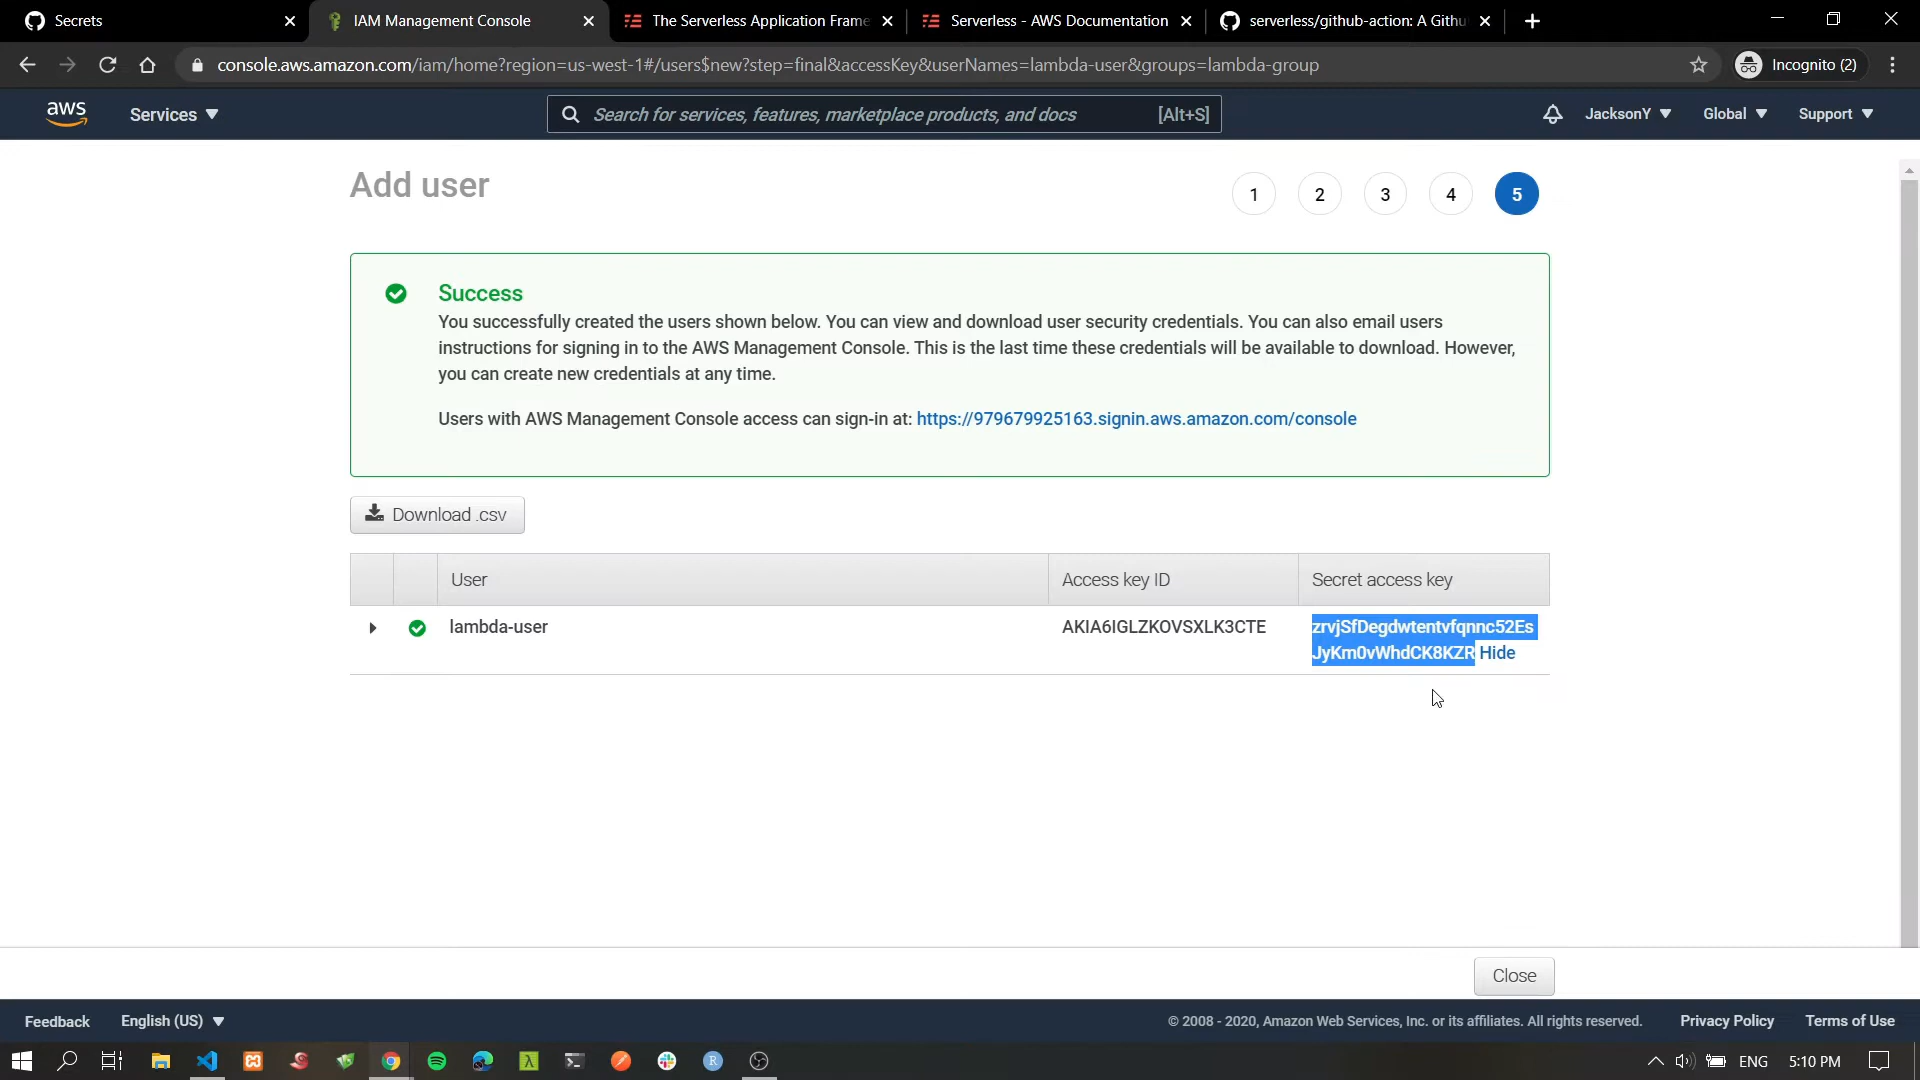 Secrets
IAM Management Console
The Serverless Application Frame
Serverless - AWS Documentation
serverless/github-action: A Githu
console.aws.amazon.com/iam/home?region=us-west-1#/users$new?step=final&accessKey&userNames=lambda-user&groups=lambda-group
Incognito (2)
aws
Services
Search for services, features, marketplace products, and docs
[Alt+S]
JacksonY
Global
Support
Add user
1
2
3
4
5
Success
You successfully created the users shown below. You can view and download user security credentials. You can also email users
instructions for signing in to the AWS Management Console. This is the last time these credentials will be available to download. However,
you can create new credentials at any time.
Users with AWS Management Console access can sign-in at: https://979679925163.signin.aws.amazon.com/console
Download .csv
User
Access key ID
Secret access key
lambda-user
AKIA6IGLZKOVSXLK3CTE
zrvjSfDegdwtentvfqnnc52Es
JyKm0vWhdCK8KZR Hide
Close
Feedback
English (US)
© 2008 - 2020, Amazon Web Services, Inc. or its affiliates. All rights reserved.
Privacy Policy
Terms of Use
ENG
5:10 PM